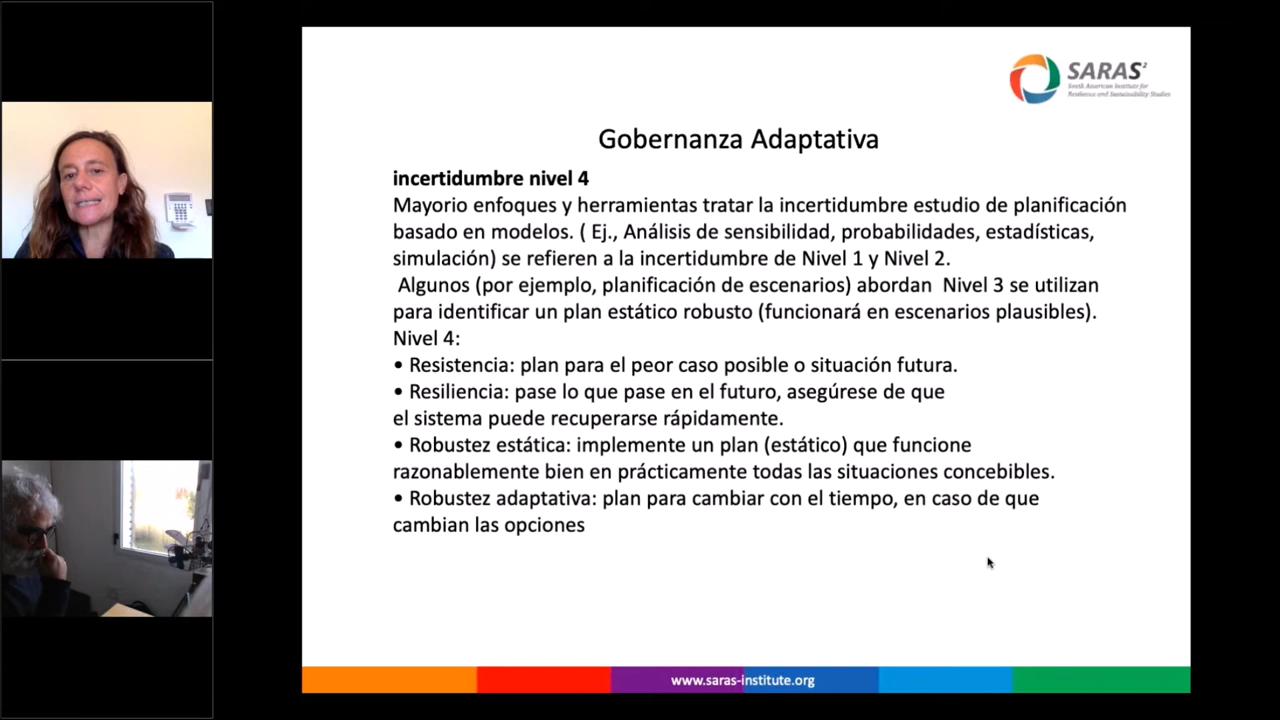 SARAS²
South American Institute for
Resilience and Sustainability Studies
Gobernanza Adaptativa
incertidumbre nivel 4
Mayorio enfoques y herramientas tratar la incertidumbre estudio de planificación
basado en modelos. ( Ej., Análisis de sensibilidad, probabilidades, estadísticas,
simulación) se refieren a la incertidumbre de Nivel 1 y Nivel 2.
Algunos (por ejemplo, planificación de escenarios) abordan  Nivel 3 se utilizan
para identificar un plan estático robusto (funcionará en escenarios plausibles).
Nivel 4:
• Resistencia: plan para el peor caso posible o situación futura.
• Resiliencia: pase lo que pase en el futuro, asegúrese de que
el sistema puede recuperarse rápidamente.
• Robustez estática: implemente un plan (estático) que funcione
razonablemente bien en prácticamente todas las situaciones concebibles.
• Robustez adaptativa: plan para cambiar con el tiempo, en caso de que
cambian las opciones
www.saras-institute.org